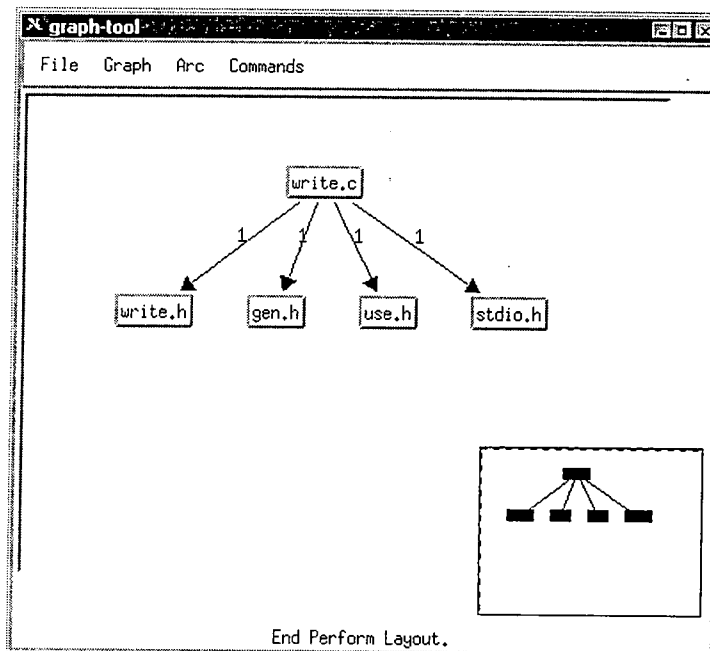 graph-tool
File Graph Arc Commands
write.c
1 1 1 1
write.h gen.h use.h stdio.h
End Perform Layout.